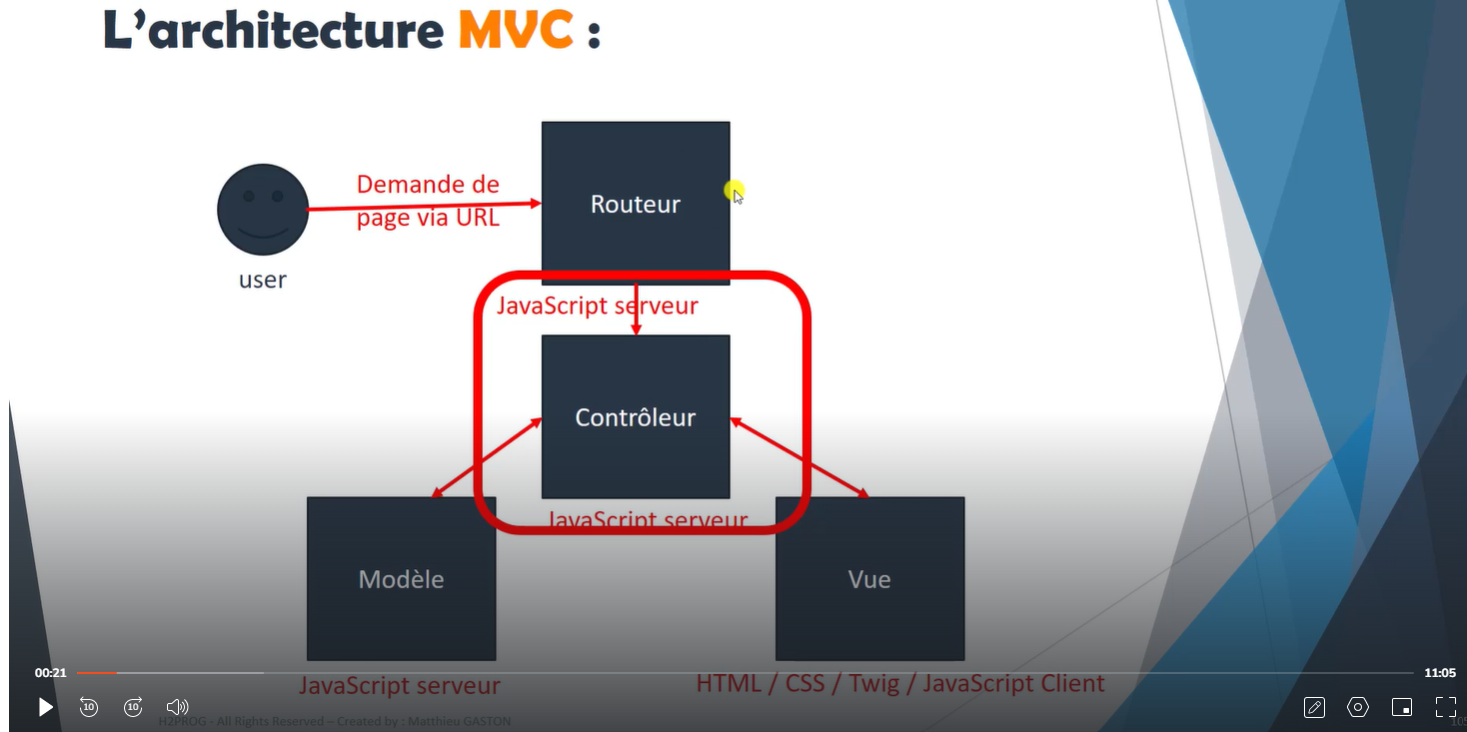 L'architecture MVC :
Demande de
page via URL
Routeur
user
JavaScript serveur
Contrôleur
JavaScript serveur
Modèle
Vue
00:21
11:05
JavaScript serveur
HTML / CSS / Twig / JavaScript Client
10
10
H2PROG - All Rights Reserved – Created by : Matthieu GASTON